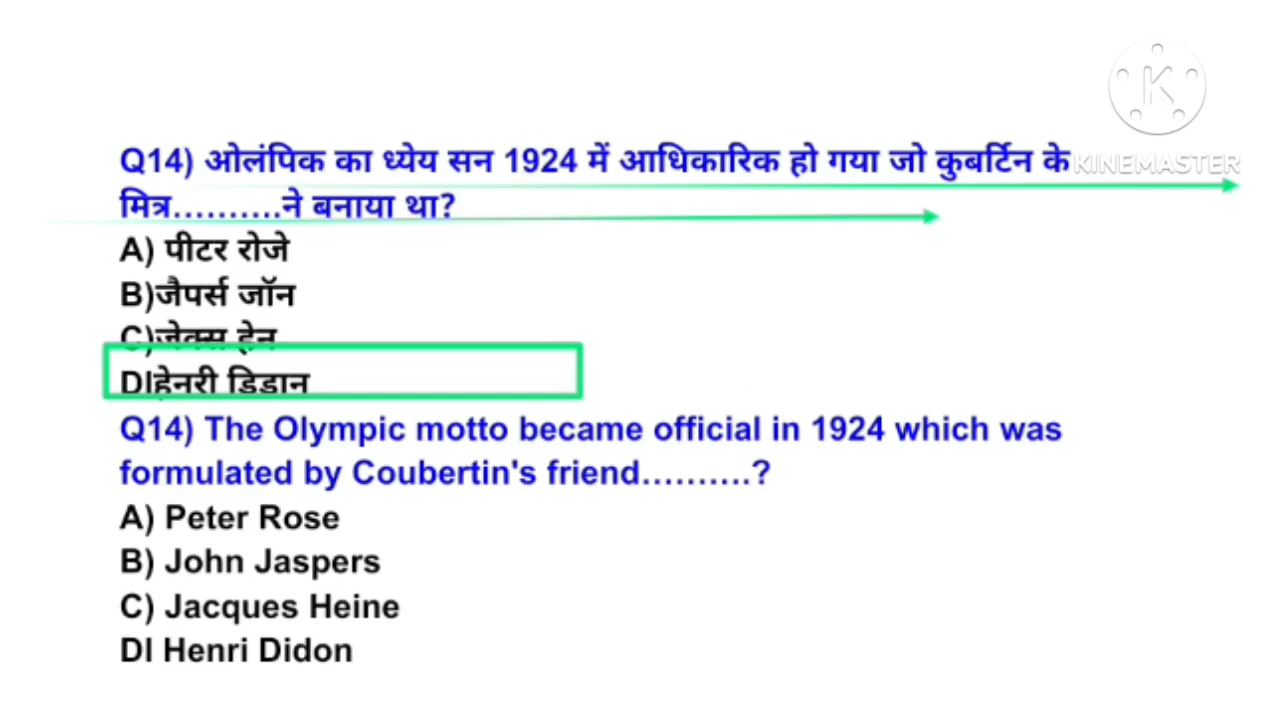 Q14) ओलंपिक का ध्येय सन 1924 में आधिकारिक हो गया जो कुबर्टिन के
KINEMASTER
मित्र..........ने बनाया था?
A) पीटर रोजे
B)जैपर्स जॉन
C)जेक्स हेन
DIहेनरी डिडान
Q14) The Olympic motto became official in 1924 which was
formulated by Coubertin's friend..........?
A) Peter Rose
B) John Jaspers
C) Jacques Heine
DI Henri Didon